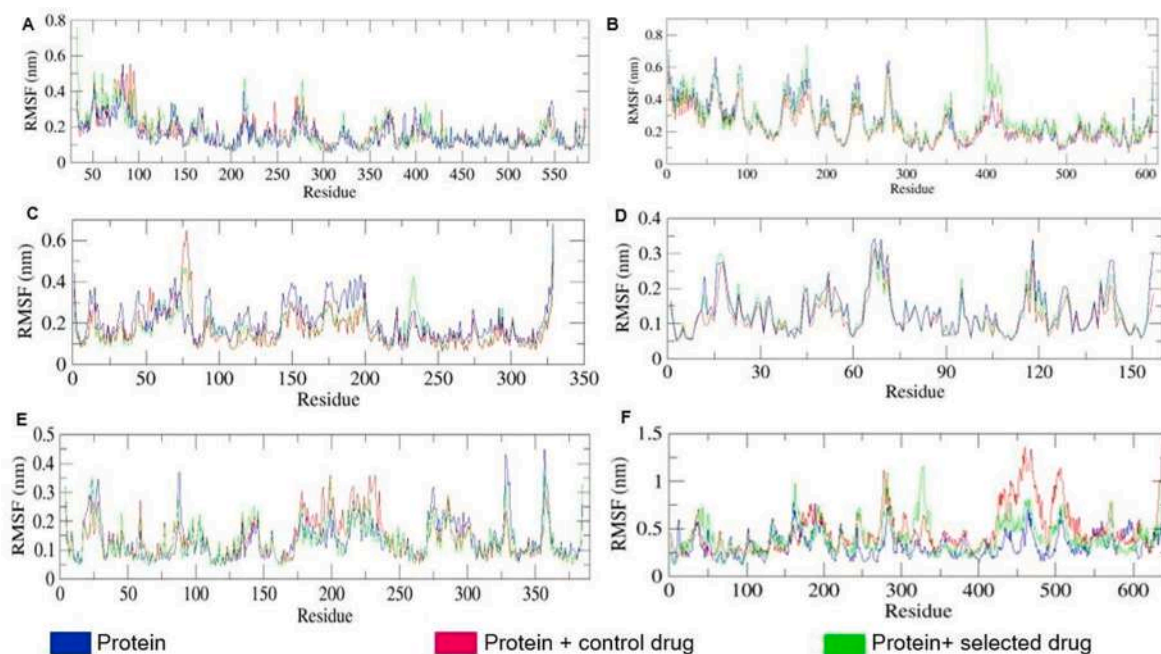 A
RMSF (nm)
0.8
0.6
0.4
0.2
0
50 100 150 200 250 300 350 400 450 500 550
Residue
B
RMSF (nm)
0.8
0.6
0.4
0.2
0
0 100 200 300 400 500 600
Residue
C
RMSF (nm)
0.6
0.4
0.2
0
0 50 100 150 200 250 300 350
Residue
D
RMSF (nm)
0.4
0.3
0.2
0.1
0
0 30 60 90 120 150
Residue
E
RMSF (nm)
0.5
0.4
0.3
0.2
0.1
0
0 50 100 150 200 250 300 350
Residue
F
RMSF (nm)
1.5
1
0.5
0
0 100 200 300 400 500 600
Residue
Protein
Protein + control drug
Protein+ selected drug